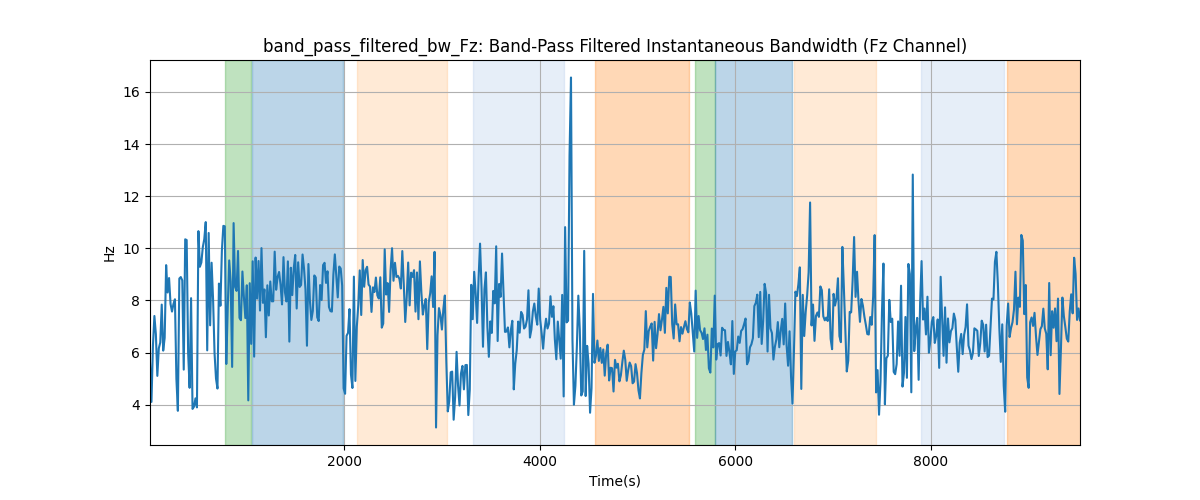 band_pass_filtered_bw_Fz: Band-Pass Filtered Instantaneous Bandwidth (Fz Channel)
16
14
12
10
8
6
4
Hz
2000 4000 6000 8000
Time(s)